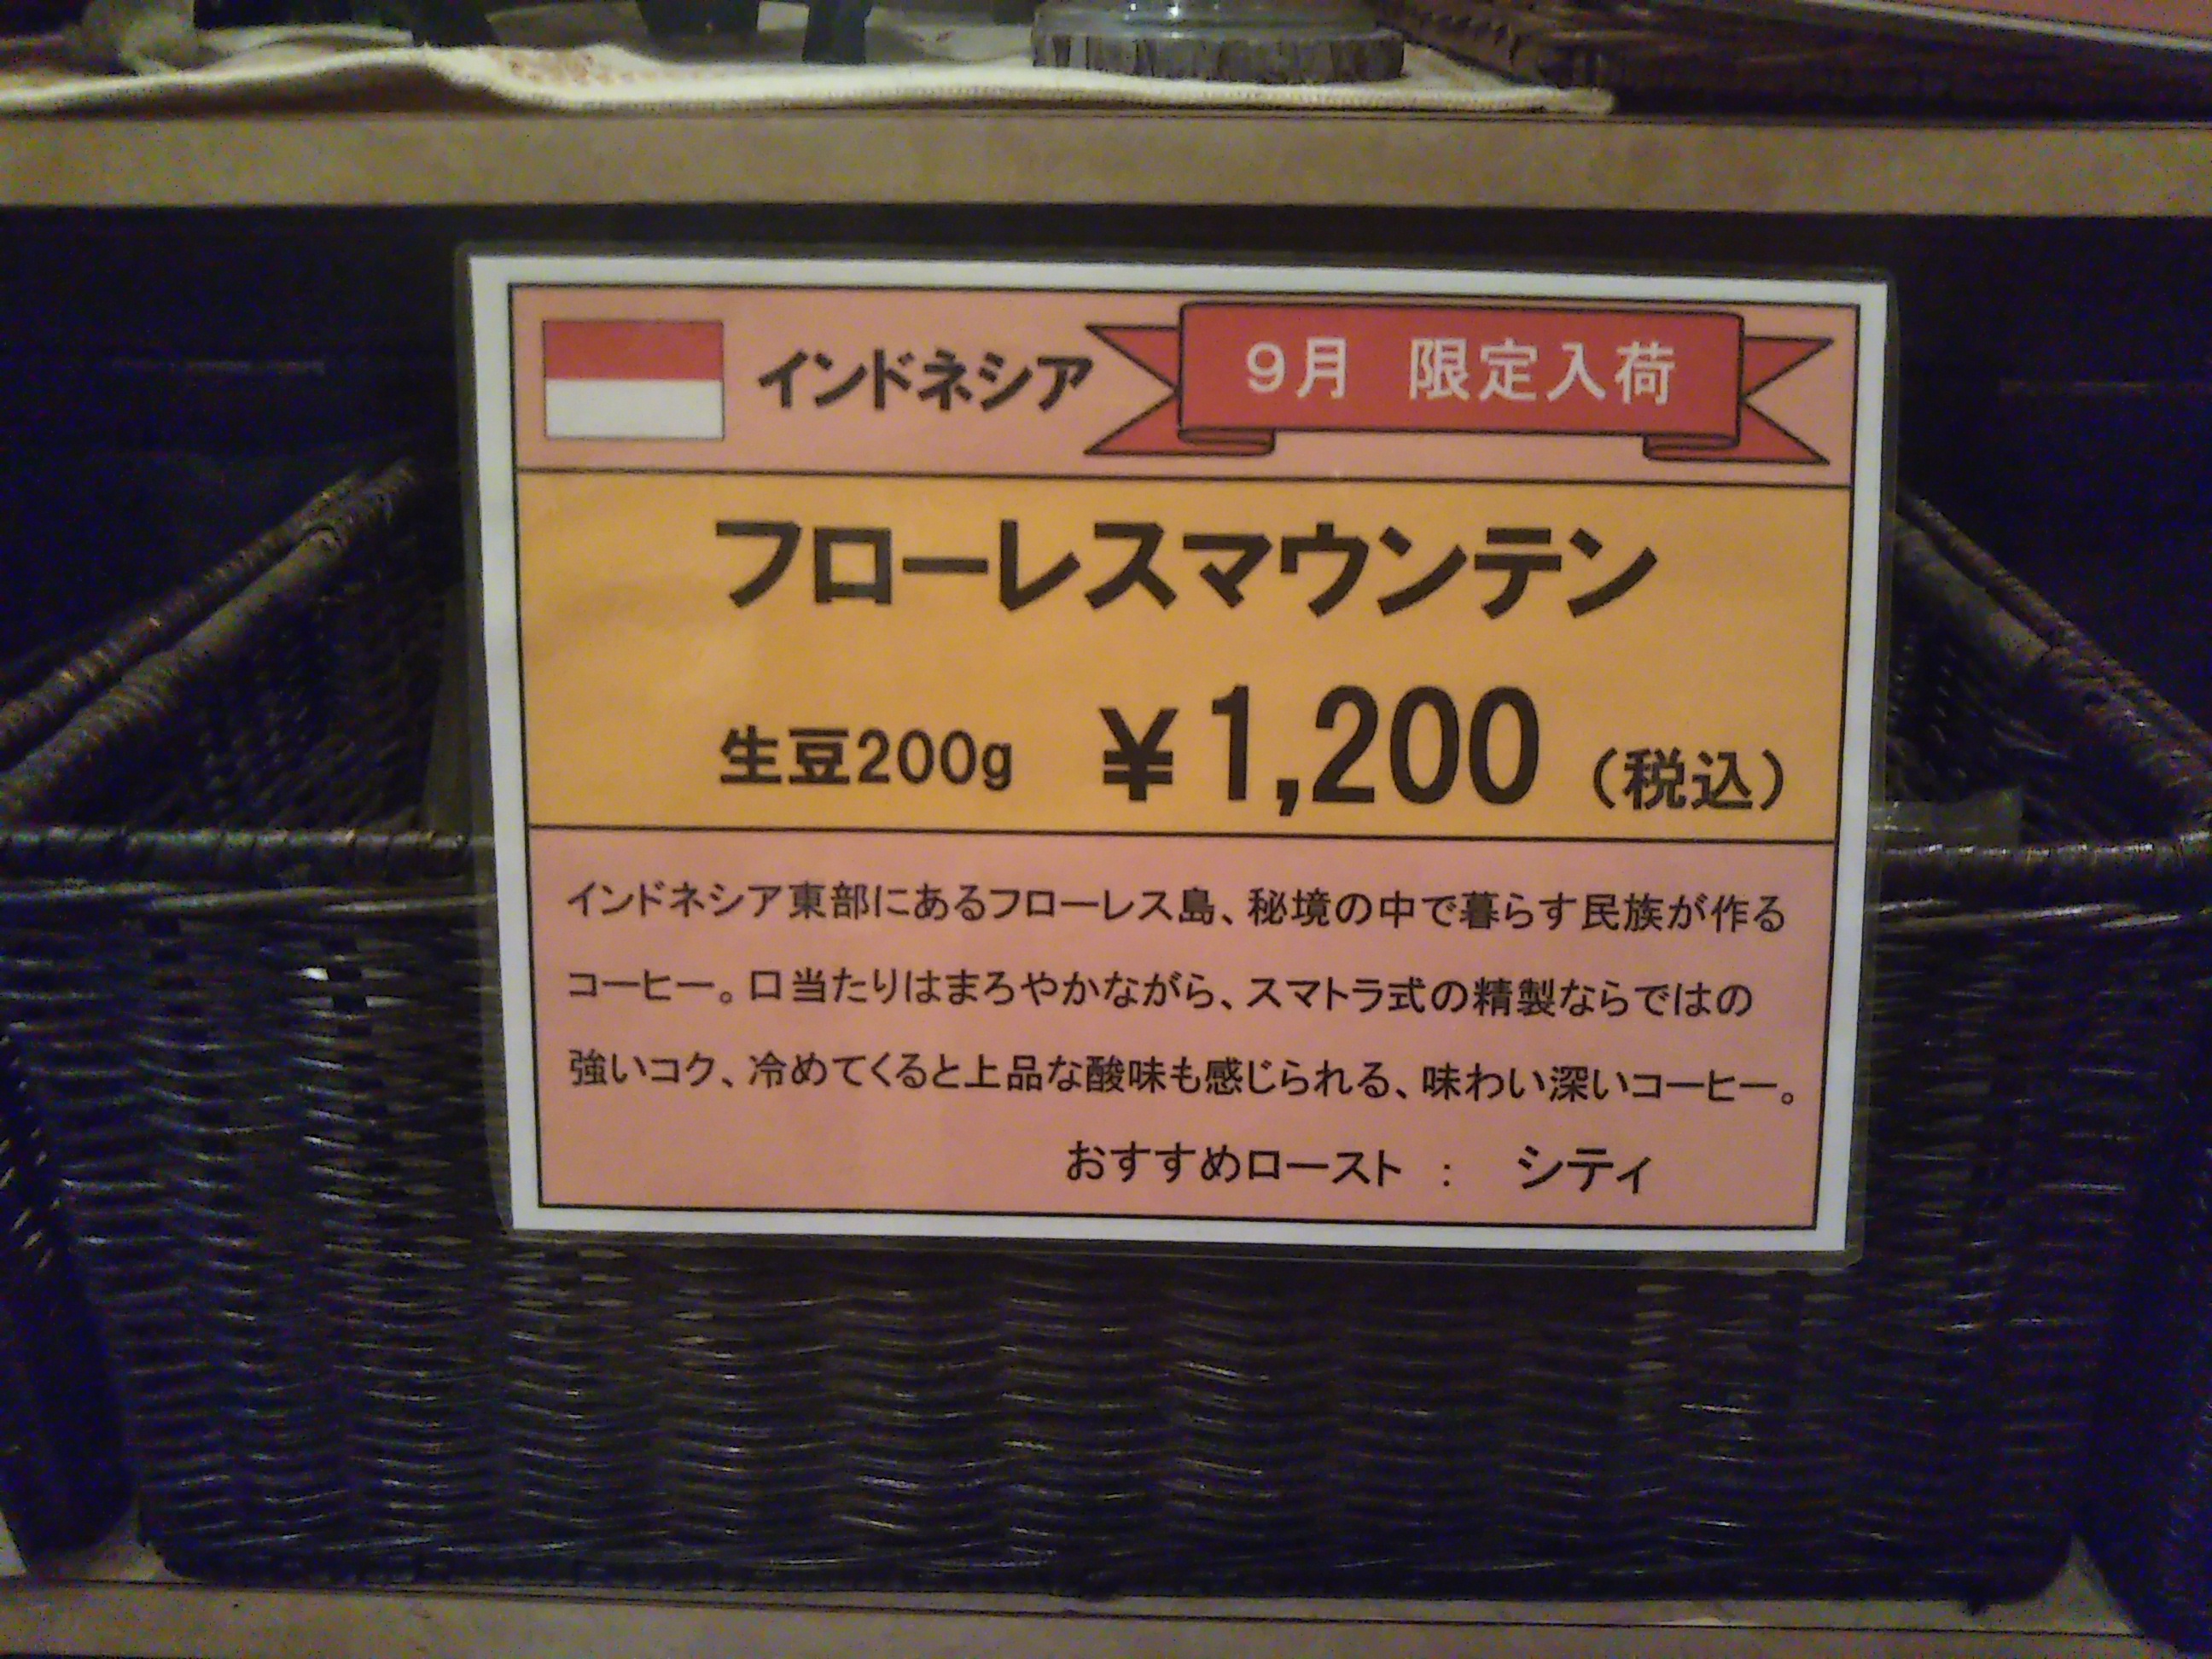 インドネシア
9月 限定入荷
フローレスマウンテン
生豆200g ¥1,200 (税込)
インドネシア東部にあるフローレス島、秘境の中で暮らす民族が作る
コーヒー。口当たりはまろやかながら、スマトラ式の精製ならではの
強いコク、冷めてくると上品な酸味も感じられる、味わい深いコーヒー。
おすすめロースト : シティ